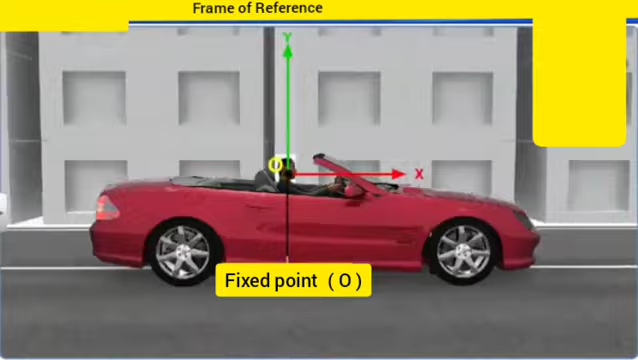 Frame of Reference
Y
O
X
Fixed point ( O )